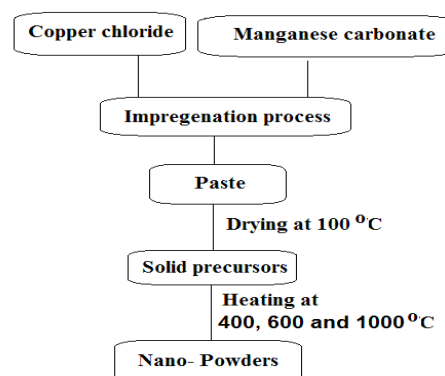 Copper chloride
Manganese carbonate
Impregenation process
Paste
Drying at 100 °C
Solid precursors
Heating at
400, 600 and 1000 °C
Nano- Powders